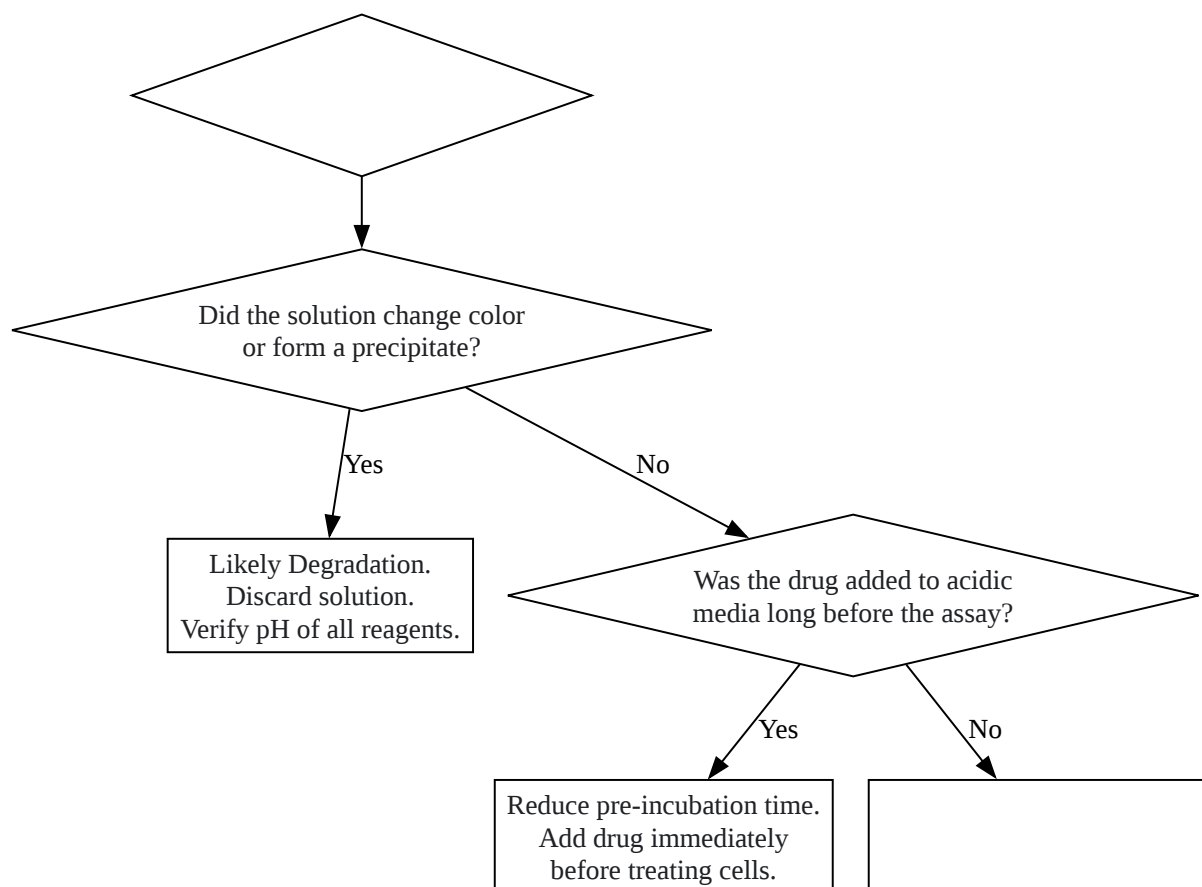 Did the solution change color
or form a precipitate?
Yes
No
Likely Degradation.
Discard solution.
Verify pH of all reagents.
Was the drug added to acidic
media long before the assay?
Yes
No
Reduce pre-incubation time.
Add drug immediately
before treating cells.